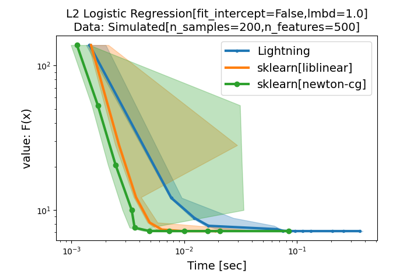 L2 Logistic Regression[fit_intercept=False,lmbd=1.0]
Data: Simulated[n_samples=200,n_features=500]
Lightning
sklearn[liblinear]
sklearn[newton-cg]
value: F(x)
10²
10¹
10⁻³
10⁻²
10⁻¹
Time [sec]